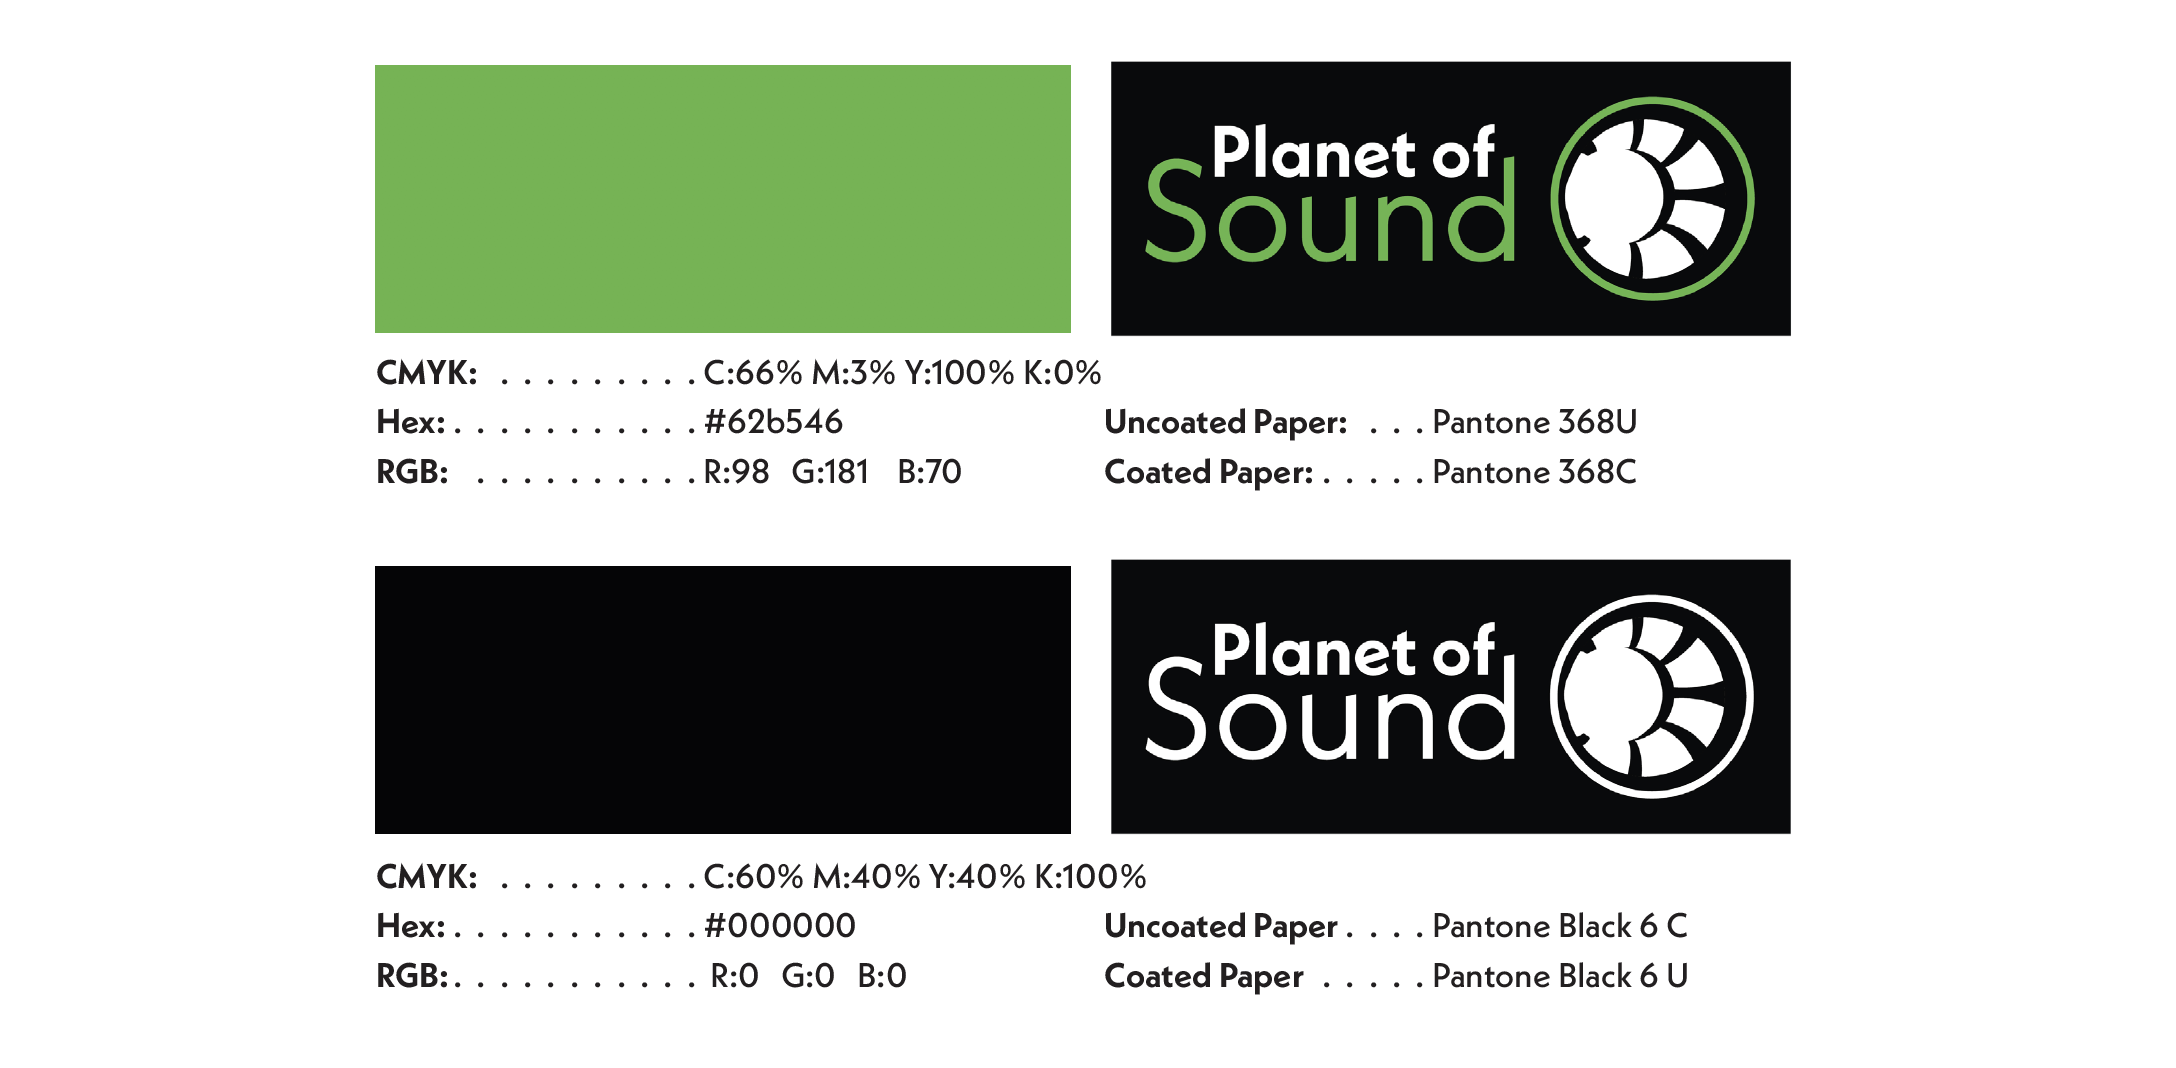 Planet of
Sound
CMYK: . . . . . . . . . C:66% M:3% Y:100% K:0%
Hex: . . . . . . . . . . . #62b546
Uncoated Paper: . . . Pantone 368U
RGB: . . . . . . . . . . R:98 G:181 B:70
Coated Paper: . . . . . Pantone 368C
Planet of
Sound
CMYK: . . . . . . . . . C:60% M:40% Y:40% K:100%
Hex: . . . . . . . . . . . #000000
Uncoated Paper . . . . Pantone Black 6 C
RGB: . . . . . . . . . . . R:0 G:0 B:0
Coated Paper . . . . . Pantone Black 6 U